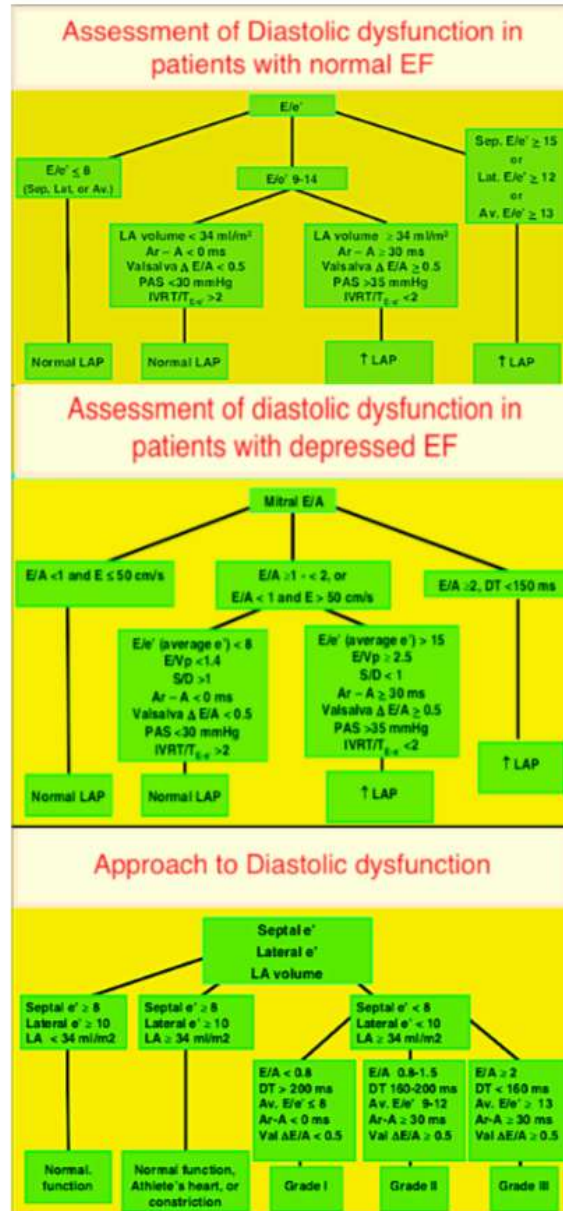 Assessment of Diastolic dysfunction in
patients with normal EF
E/e'
E/e' ≤ 8
(Sep, Lat, or Av.)
E/e' 9-14
Sep. E/e' ≥ 15
or
Lat. E/e' ≥ 12
or
Av. E/e' ≥ 13
LA volume < 34 ml/m²
Ar – A < 0 ms
Valsalva Δ E/A < 0.5
PAS <30 mmHg
IVRT/T_E-e' >2
LA volume ≥ 34 ml/m²
Ar – A ≥ 30 ms
Valsalva Δ E/A ≥ 0.5
PAS >35 mmHg
IVRT/T_E-e' <2
Normal LAP
Normal LAP
↑ LAP
↑ LAP
Assessment of diastolic dysfunction in
patients with depressed EF
Mitral E/A
E/A <1 and E ≤ 50 cm/s
E/A ≥1 - < 2, or
E/A < 1 and E > 50 cm/s
E/A ≥2, DT <150 ms
E/e' (average e') < 8
E/Vp <1.4
S/D >1
Ar – A < 0 ms
Valsalva Δ E/A < 0.5
PAS <30 mmHg
IVRT/T_E-e' >2
E/e' (average e') > 15
E/Vp ≥ 2.5
S/D < 1
Ar – A ≥ 30 ms
Valsalva Δ E/A ≥ 0.5
PAS >35 mmHg
IVRT/T_E-e' <2
Normal LAP
Normal LAP
↑ LAP
↑ LAP
Approach to Diastolic dysfunction
Septal e'
Lateral e'
LA volume
Septal e' ≥ 8
Lateral e' ≥ 10
LA < 34 ml/m2
Septal e' ≥ 8
Lateral e' ≥ 10
LA ≥ 34 ml/m2
Septal e' < 8
Lateral e' < 10
LA ≥ 34 ml/m2
E/A < 0.8
DT > 200 ms
Av. E/e' ≤ 8
Ar-A < 0 ms
Val ΔE/A < 0.5
E/A 0.8-1.5
DT 160-200 ms
Av. E/e' 9-12
Ar-A ≥ 30 ms
Val ΔE/A ≥ 0.5
E/A ≥ 2
DT < 160 ms
Av. E/e' ≥ 13
Ar-A ≥ 30 ms
Val ΔE/A ≥ 0.5
Normal.
function
Normal function,
Athlete's heart, or
constriction
Grade I
Grade II
Grade III